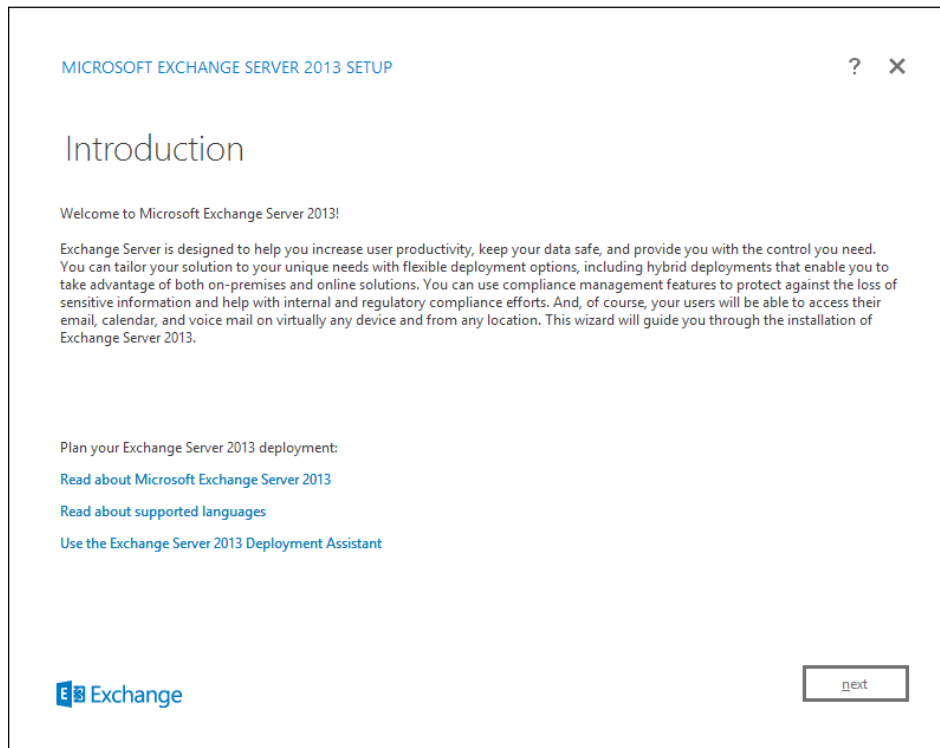 MICROSOFT EXCHANGE SERVER 2013 SETUP
? ✕
Introduction
Welcome to Microsoft Exchange Server 2013!
Exchange Server is designed to help you increase user productivity, keep your data safe, and provide you with the control you need.
You can tailor your solution to your unique needs with flexible deployment options, including hybrid deployments that enable you to
take advantage of both on-premises and online solutions. You can use compliance management features to protect against the loss of
sensitive information and help with internal and regulatory compliance efforts. And, of course, your users will be able to access their
email, calendar, and voice mail on virtually any device and from any location. This wizard will guide you through the installation of
Exchange Server 2013.
Plan your Exchange Server 2013 deployment:
Read about Microsoft Exchange Server 2013
Read about supported languages
Use the Exchange Server 2013 Deployment Assistant
E Exchange
next